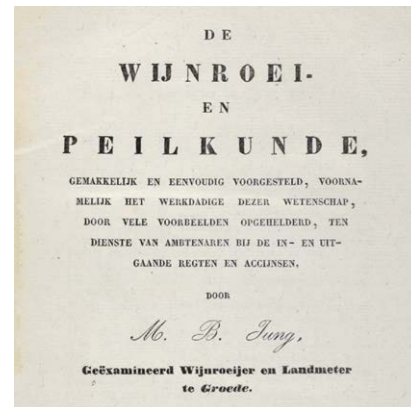 DE
WIJNROEI-
EN
PEILKUNDE,
GEMAKKELIJK EN EENVOUDIG VOORGESTELD, VOORNA-
MELIJK HET WERKDADIGE DEZER WETENSCHAP,
DOOR VELE VOORBEELDEN OPGEHELDERD, TEN
DIENSTE VAN AMBTENAREN BIJ DE IN- EN UIT-
GAANDE REGTEN EN ACCIJNSEN.
DOOR
M. B. Jung,
Geëxamineerd Wijnroeijer en Landmeter
te Groede.